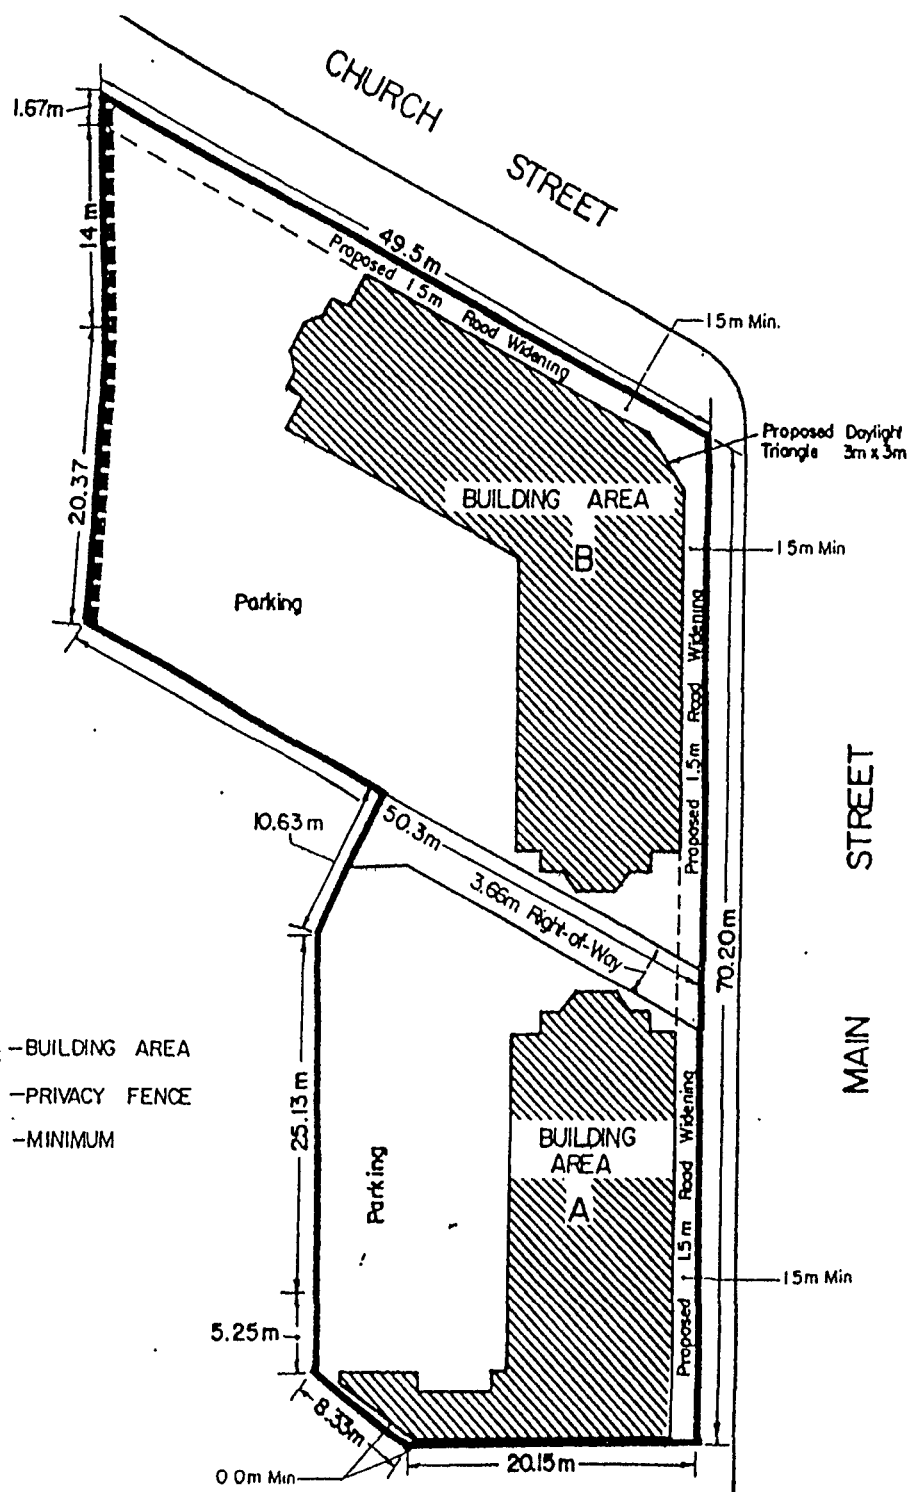 CHURCH
STREET
1.67m
14 m
49.5m
Proposed 1.5m Road Widening
1.5m Min.
Proposed Daylight
Triangle 3m x 3m
20.37
BUILDING AREA
B
1.5m Min
Parking
Proposed 1.5m Road Widening
STREET
MAIN
10.63 m
50.3m
3.66m Right-of-Way
70.20m
-BUILDING AREA
-PRIVACY FENCE
-MINIMUM
25.13 m
BUILDING
AREA
A
Parking
Proposed 1.5m Road Widening
1.5m Min
5.25m
8.33m
0.0m Min
20.15m